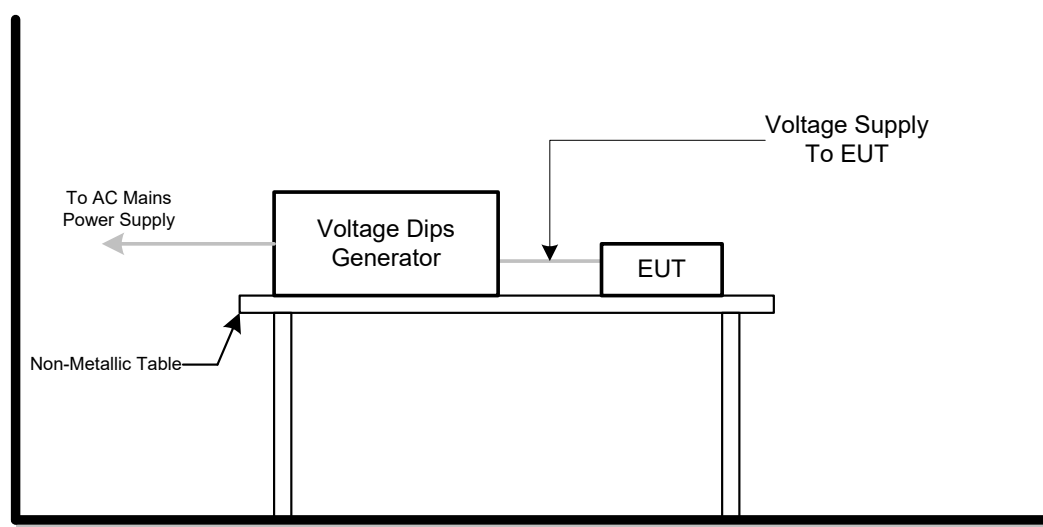 Voltage Supply
To EUT
To AC Mains
Power Supply
Voltage Dips
Generator
EUT
Non-Metallic Table